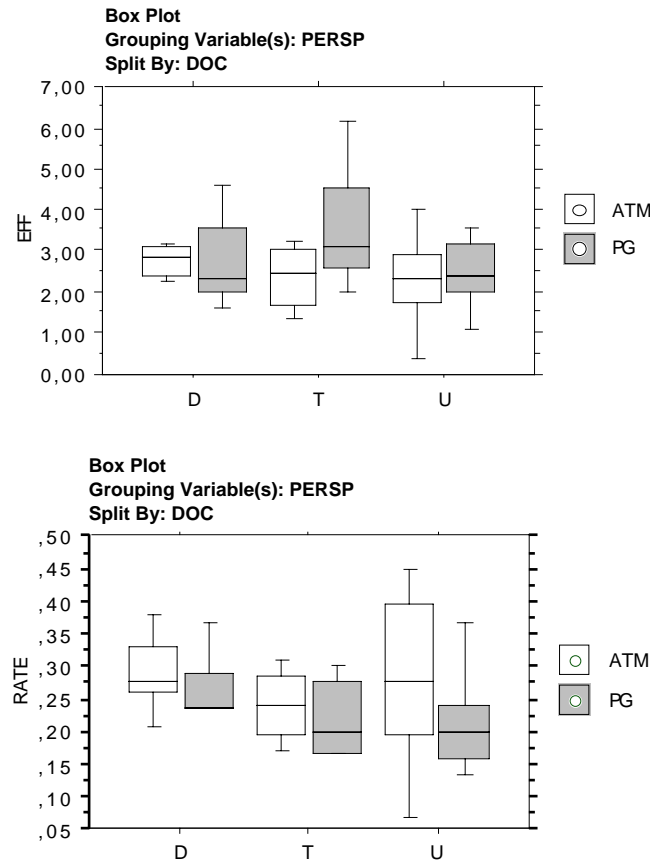 Box Plot
Grouping Variable(s): PERSP
Split By: DOC
7,00
6,00
5,00
4,00
3,00
2,00
1,00
0,00
EFF
D T U
ATM
PG
Box Plot
Grouping Variable(s): PERSP
Split By: DOC
,50
,45
,40
,35
,30
,25
,20
,15
,10
,05
RATE
D T U
ATM
PG